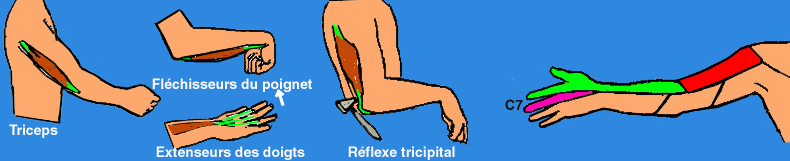 Triceps
Fléchisseurs du poignet
Extenseurs des doigts
Réflexe tricipital
C7